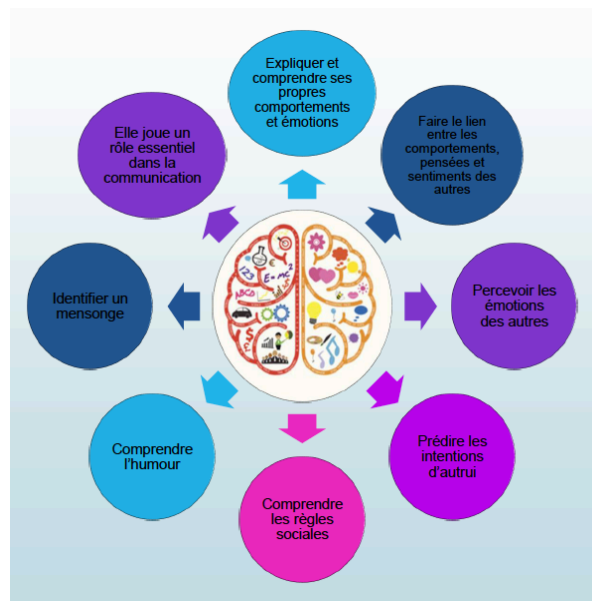 Expliquer et
comprendre ses
propres
comportements
et émotions
Faire le lien
entre les
comportements,
pensées et
sentiments des
autres
Percevoir les
émotions
des autres
Prédire les
intentions
d'autrui
Comprendre
les règles
sociales
Comprendre
l'humour
Identifier un
mensonge
Elle joue un
rôle essentiel
dans la
communication
123
E=mc²